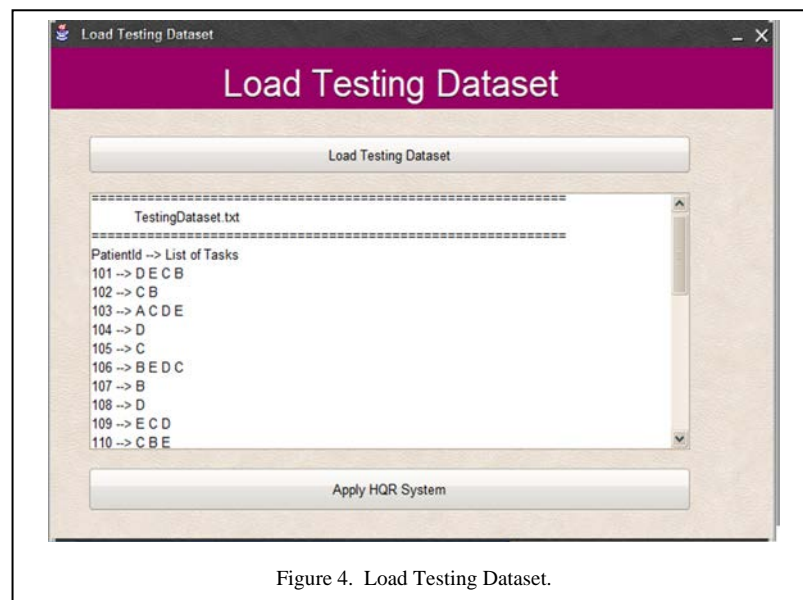 Load Testing Dataset
Load Testing Dataset
Load Testing Dataset
============================================================
TestingDataset.txt
============================================================
PatientId --> List of Tasks
101 --> D E C B
102 --> C B
103 --> A C D E
104 --> D
105 --> C
106 --> B E D C
107 --> B
108 --> D
109 --> E C D
110 --> C B E
Apply HQR System
Figure 4. Load Testing Dataset.